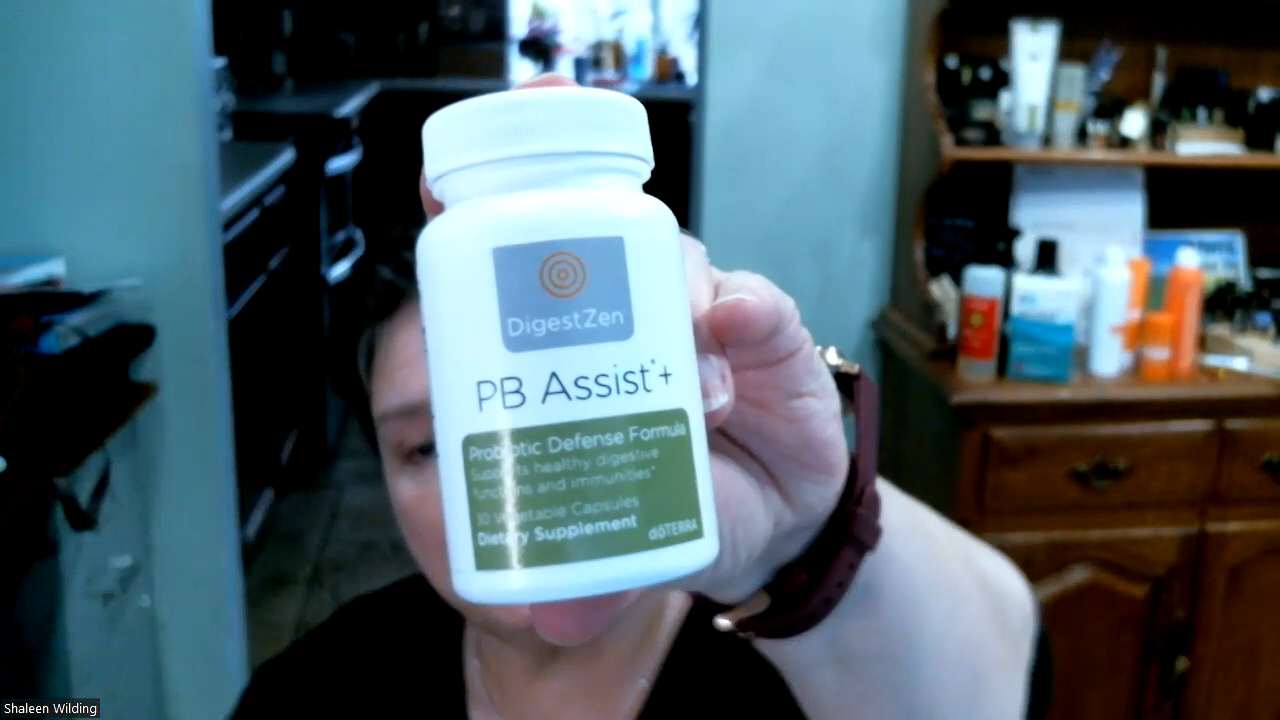 DigestZen
PB Assist®+
Probiotic Defense Formula
Supports healthy digestive
functions and immunities*
30 Vegetable Capsules
Dietary Supplement
dōTERRA
Shaleen Wilding